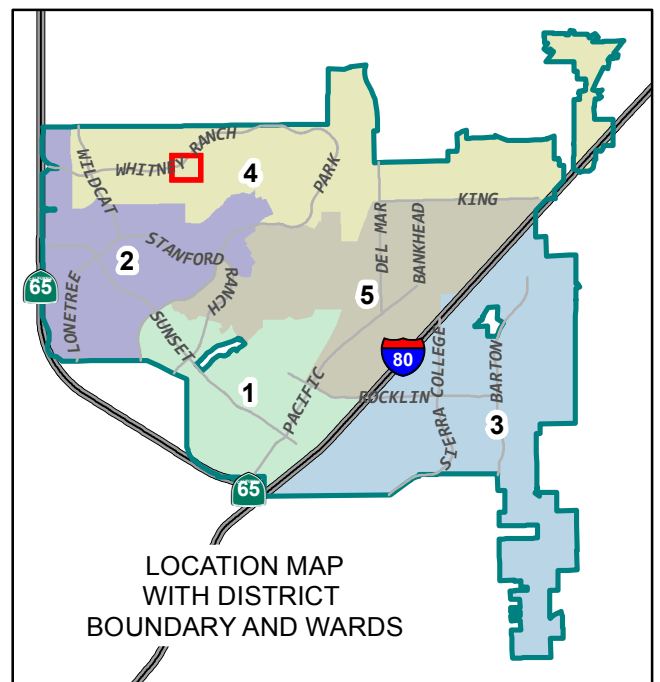 WHITNEY RANCH
WILDCAT
4
PARK
KING
STANFORD
RANCH
2
DEL MAR
BANKHEAD
65
LONETREE
5
SUNSET
80
1
PACIFIC
ROCKLIN
SIERRA COLLEGE
BARTON
3
65
LOCATION MAP
WITH DISTRICT
BOUNDARY AND WARDS